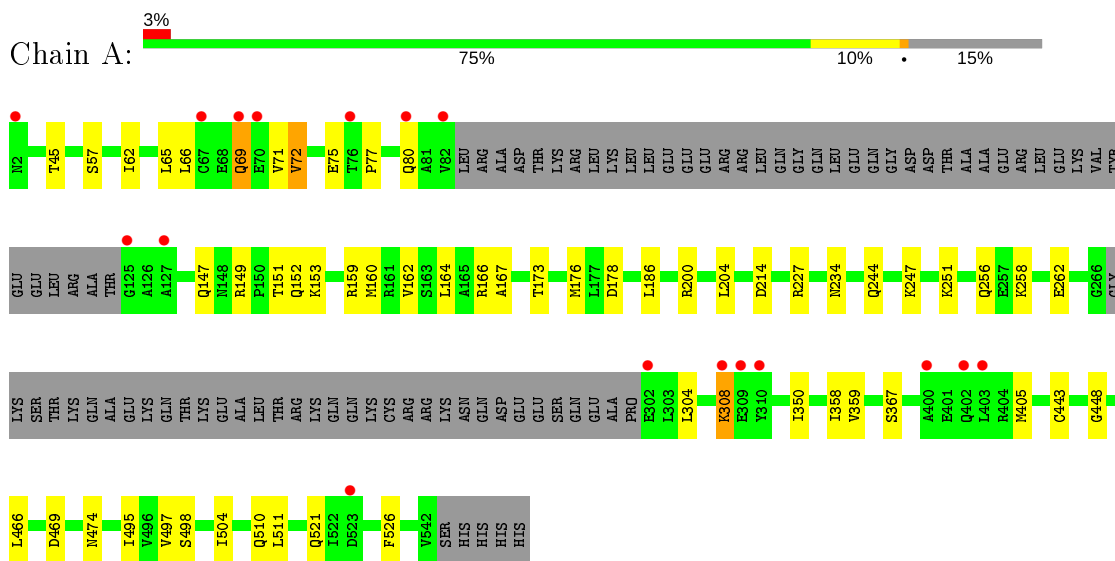 3%
Chain A:
75% 10% • 15%
N2 T45 S57 I62 L65 L66 C67 E68 Q69 E70 V71 V72 E75 T76 P77 Q80 A81 V82 LEU ARG ALA ASP THR LYS ARG LEU LYS LEU LEU GLU GLU GLU ARG ARG LEU GLN GLY GLN LEU GLU GLN GLY ASP ASP THR ALA ALA GLU ARG LEU GLU LYS VAL TYR
GLU GLU LEU ARG ALA THR G125 A126 A127 Q147 N148 R149 P150 T151 Q152 K153 R159 M160 R161 V162 S163 L164 A165 R166 A167 T173 M176 L177 D178 L186 R200 L204 D214 R227 N234 Q244 K247 K251 Q256 E257 K258 E262 G266 GLY
LYS SER THR LYS GLN ALA GLU LYS GLN THR LYS GLU ALA LEU THR ARG LYS GLN GLN LYS CYS ARG ARG LYS ASN GLN ASP GLU GLU SER GLN GLU ALA PRO E302 L303 L304 K308 E309 Y310 I350 I358 V359 S367 A400 E401 Q402 L403 R404 M405 C443 G448
L466 D469 N474 I495 V496 V497 S498 I504 Q510 L511 Q521 I522 D523 F526 V542 SER HIS HIS HIS HIS